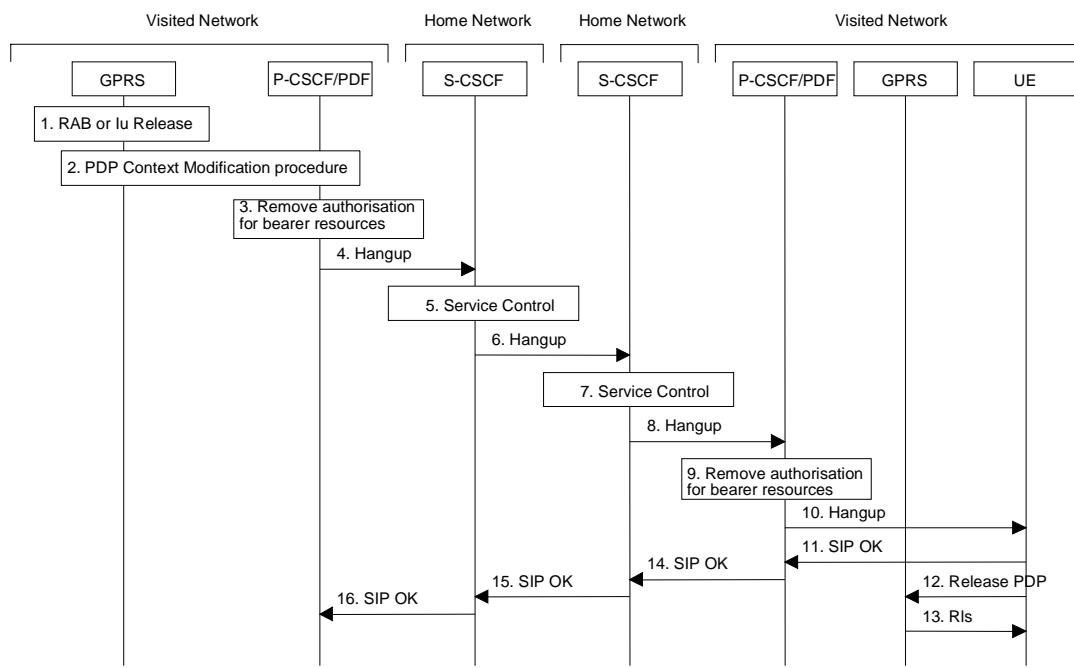 Visited Network
Home Network
Home Network
Visited Network
GPRS
P-CSCF/PDF
S-CSCF
S-CSCF
P-CSCF/PDF
GPRS
UE
1. RAB or Iu Release
2. PDP Context Modification procedure
3. Remove authorisation
for bearer resources
4. Hangup
5. Service Control
6. Hangup
7. Service Control
8. Hangup
9. Remove authorisation
for bearer resources
10. Hangup
11. SIP OK
14. SIP OK
15. SIP OK
12. Release PDP
16. SIP OK
13. Rls